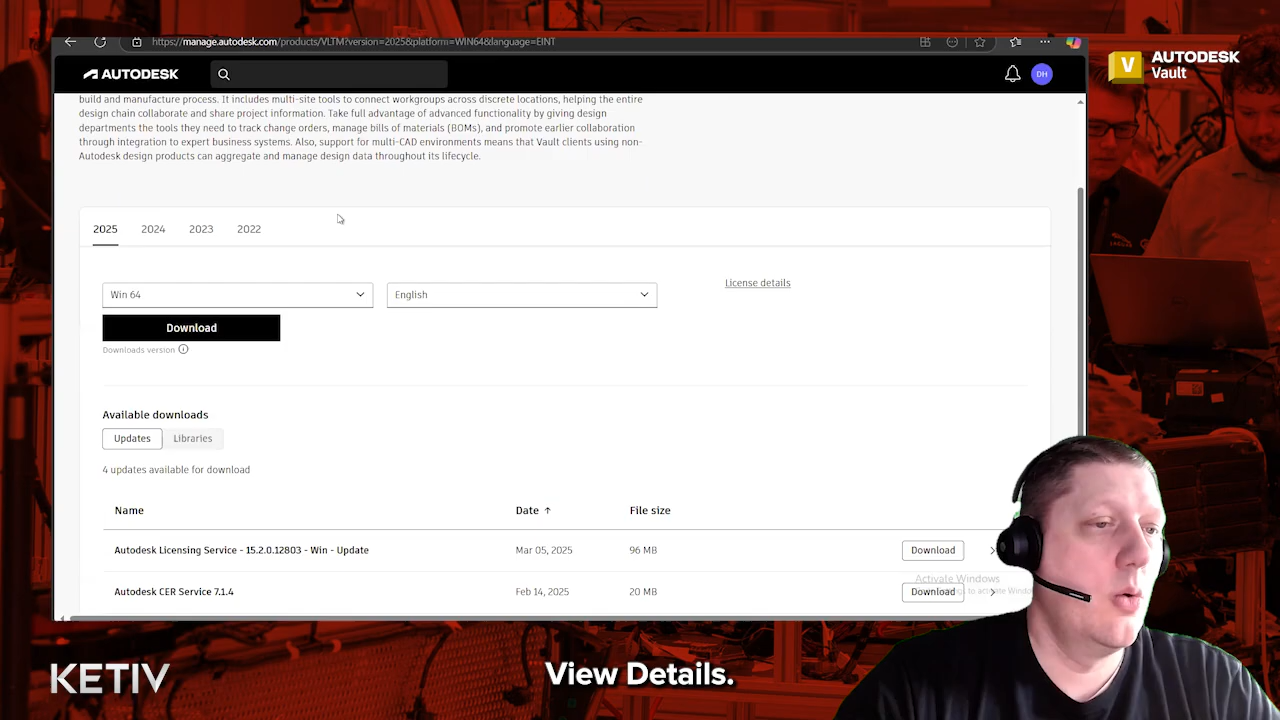 https://manage.autodesk.com/products/VLTM?version=2025&platform=WIN64&language=EINT
AUTODESK
DH
V
AUTODESK
Vault
build and manufacture process. It includes multi-site tools to connect workgroups across discrete locations, helping the entire
design chain collaborate and share project information. Take full advantage of advanced functionality by giving design
departments the tools they need to track change orders, manage bills of materials (BOMs), and promote earlier collaboration
through integration to expert business systems. Also, support for multi-CAD environments means that Vault clients using non-
Autodesk design products can aggregate and manage design data throughout its lifecycle.
2025 2024 2023 2022
License details
Win 64 English
Download
Downloads version
Available downloads
Updates Libraries
4 updates available for download
Name Date ↑ File size
Autodesk Licensing Service - 15.2.0.12803 - Win - Update Mar 05, 2025 96 MB Download
Activate Windows
Autodesk CER Service 7.1.4 Feb 14, 2025 20 MB Download
to activate Windo
KETIV
View Details.